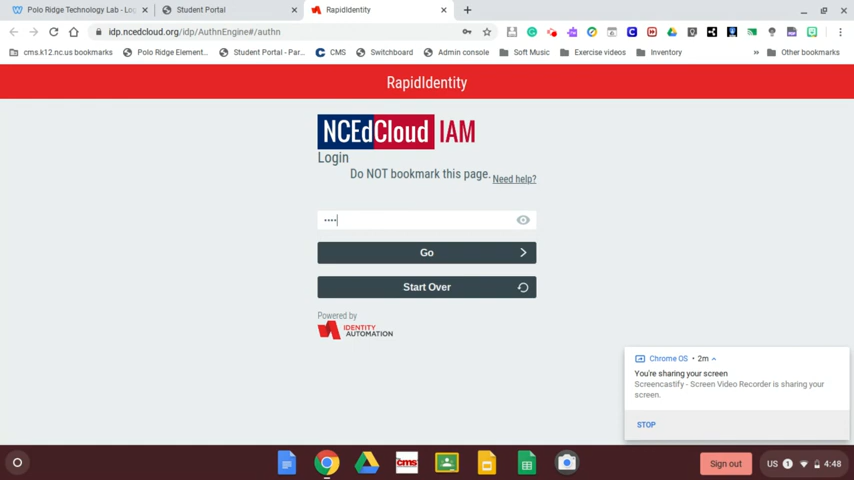 Polo Ridge Technology Lab - Lo
Student Portal
RapidIdentity
idp.ncedcloud.org/idp/AuthnEngine#/authn
cms.k12.nc.us bookmarks
Polo Ridge Element...
Student Portal - Par...
CMS
Switchboard
Admin console
Soft Music
Exercise videos
Inventory
Other bookmarks
RapidIdentity
NCEdCloud IAM
Login
Do NOT bookmark this page. Need help?
••••
Go
Start Over
Powered by
IDENTITY
AUTOMATION
Chrome OS • 2m
You're sharing your screen
Screencastify - Screen Video Recorder is sharing your
screen.
STOP
cms
Sign out
US 1 4:48